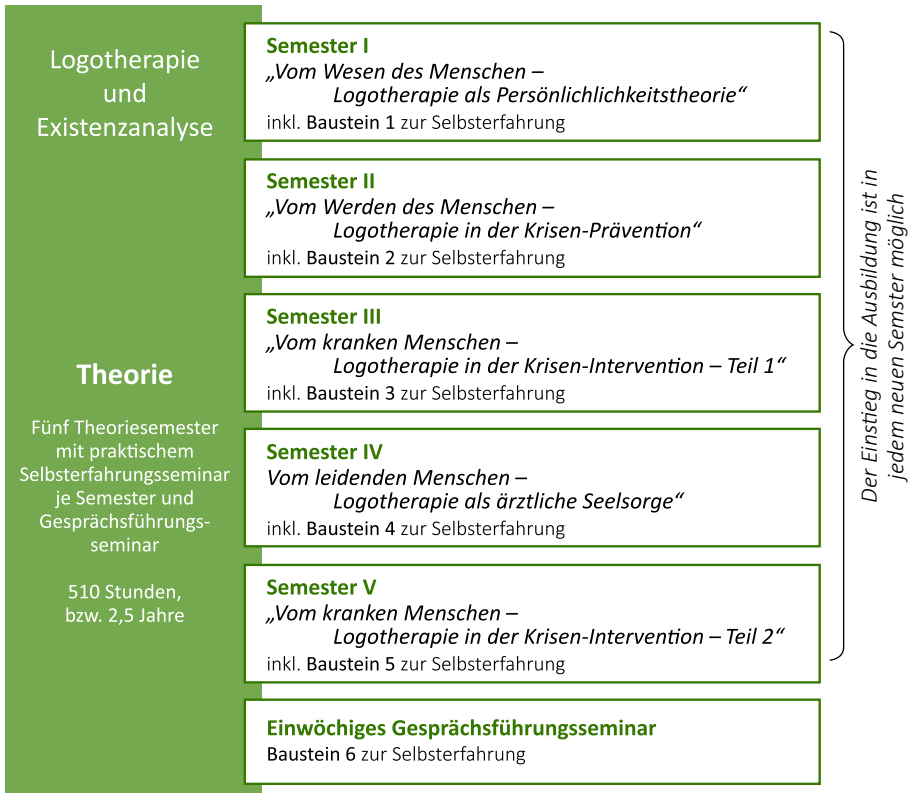 Logotherapie
und
Existenzanalyse
Theorie
Fünf Theoriesemester
mit praktischem
Selbsterfahrungsseminar
je Semester und
Gesprächsführungs-
seminar
510 Stunden,
bzw. 2,5 Jahre
Semester I
„Vom Wesen des Menschen –
Logotherapie als Persönlichlichkeitstheorie“
inkl. Baustein 1 zur Selbsterfahrung
Semester II
„Vom Werden des Menschen –
Logotherapie in der Krisen-Prävention“
inkl. Baustein 2 zur Selbsterfahrung
Semester III
„Vom kranken Menschen –
Logotherapie in der Krisen-Intervention – Teil 1“
inkl. Baustein 3 zur Selbsterfahrung
Semester IV
Vom leidenden Menschen –
Logotherapie als ärztliche Seelsorge“
inkl. Baustein 4 zur Selbsterfahrung
Semester V
„Vom kranken Menschen –
Logotherapie in der Krisen-Intervention – Teil 2“
inkl. Baustein 5 zur Selbsterfahrung
Einwöchiges Gesprächsführungsseminar
Baustein 6 zur Selbsterfahrung
Der Einstieg in die Ausbildung ist in
jedem neuen Semster möglich